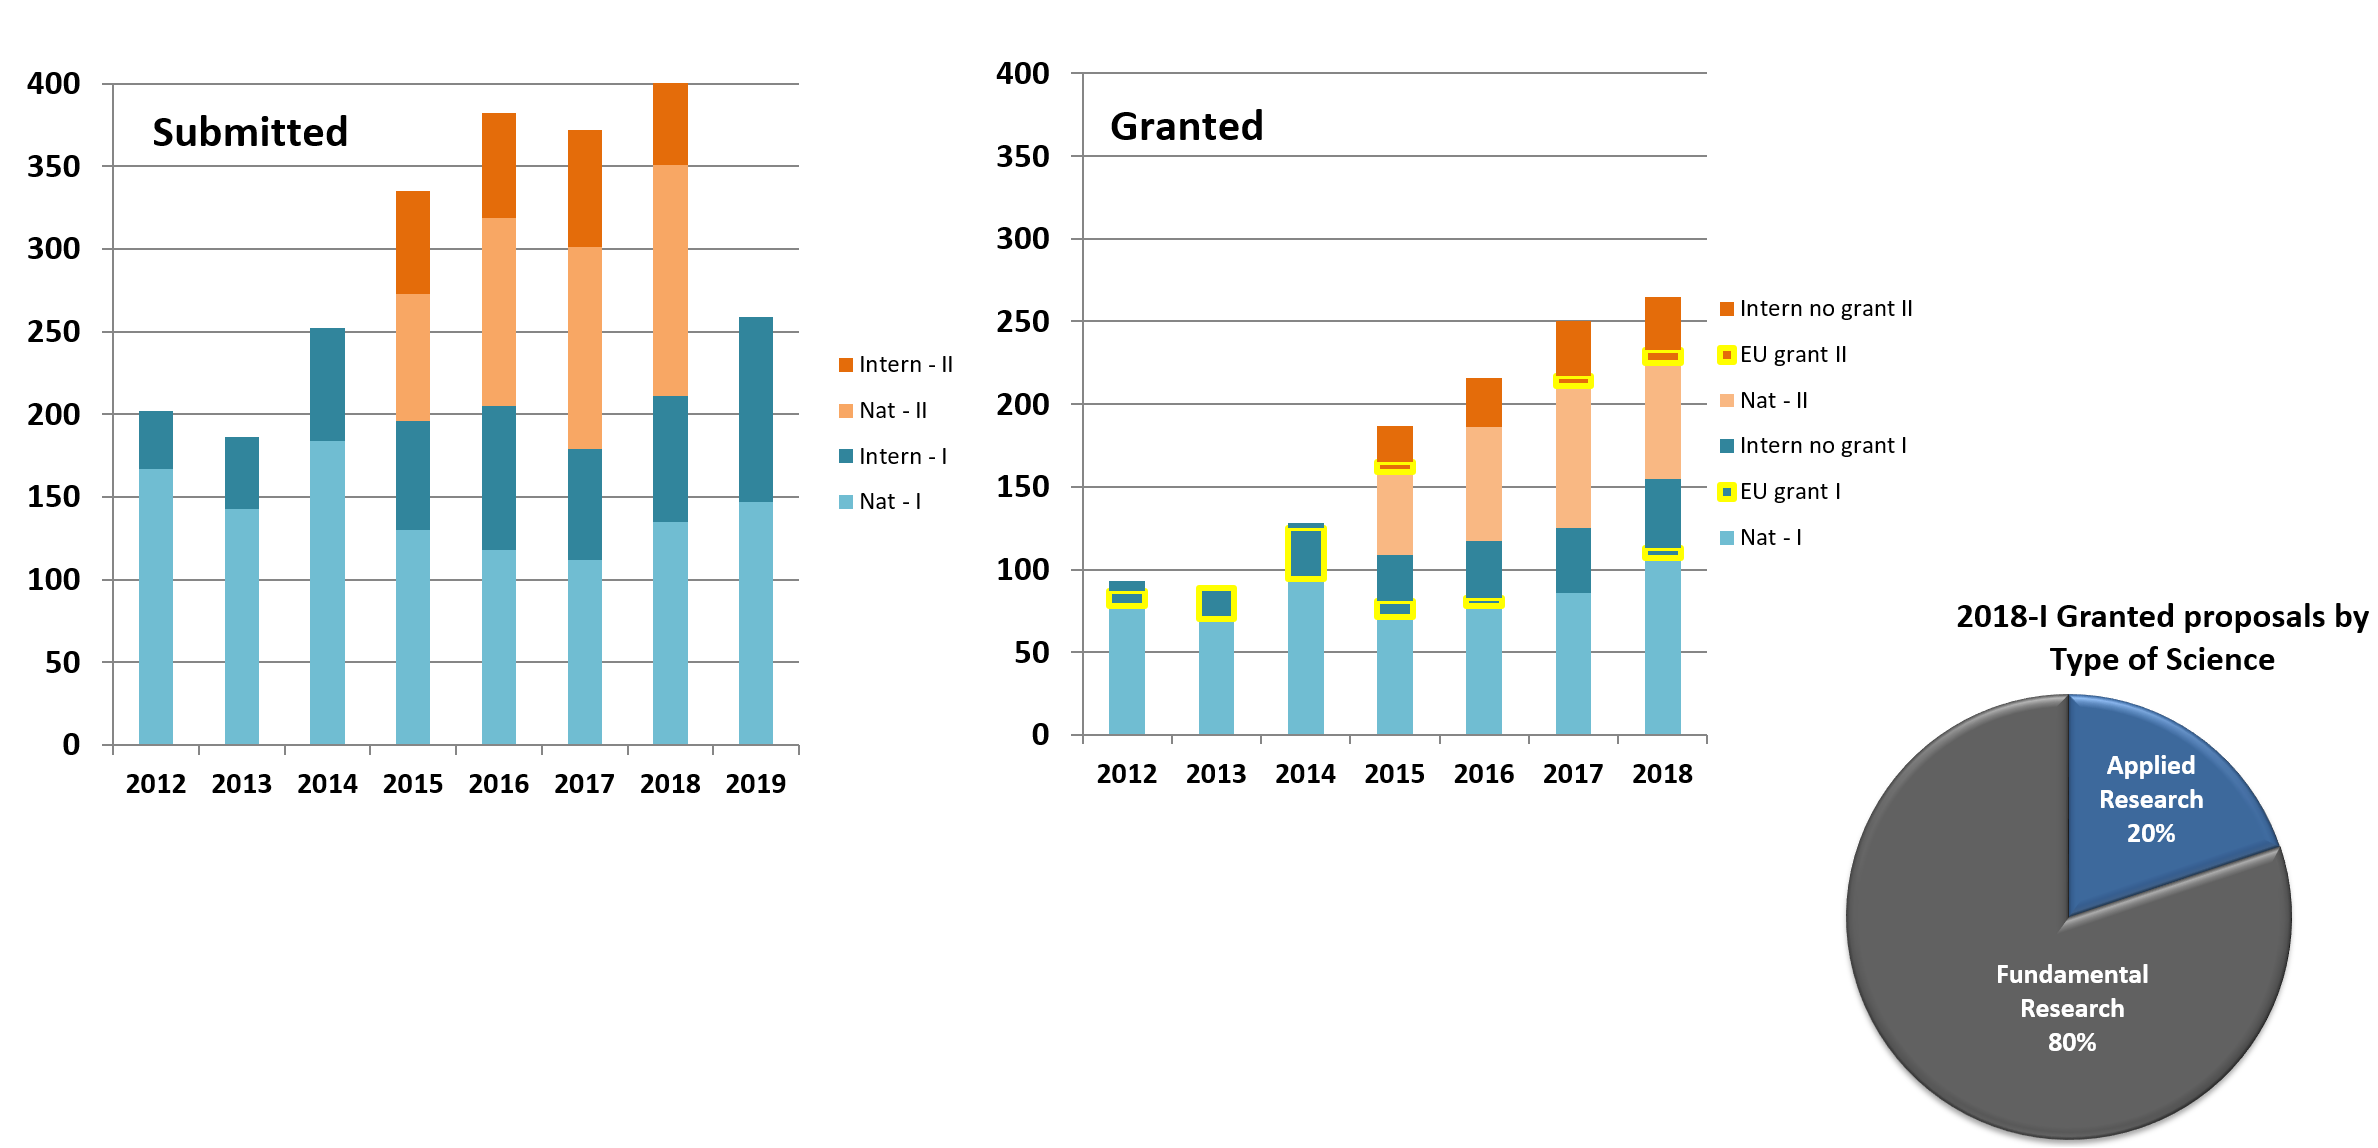 Submitted
400
350
300
250
200
150
100
50
0
2012 2013 2014 2015 2016 2017 2018 2019
Intern - II
Nat - II
Intern - I
Nat - I
Granted
400
350
300
250
200
150
100
50
0
2012 2013 2014 2015 2016 2017 2018
Intern no grant II
EU grant II
Nat - II
Intern no grant I
EU grant I
Nat - I
2018-I Granted proposals by
Type of Science
Applied
Research
20%
Fundamental
Research
80%